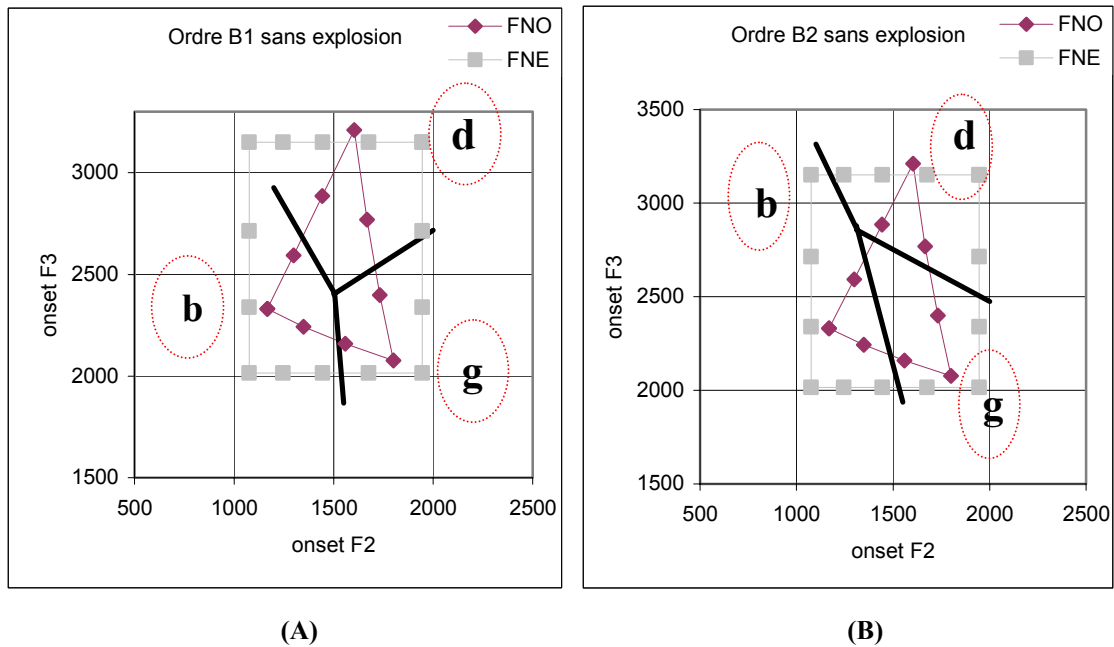 Ordre B1 sans explosion
FNO
FNE
onset F3
3000
2500
2000
1500
500 1000 1500 2000 2500
onset F2
b
d
g
(A)
Ordre B2 sans explosion
FNO
FNE
onset F3
3500
3000
2500
2000
1500
500 1000 1500 2000 2500
onset F2
b
d
g
(B)